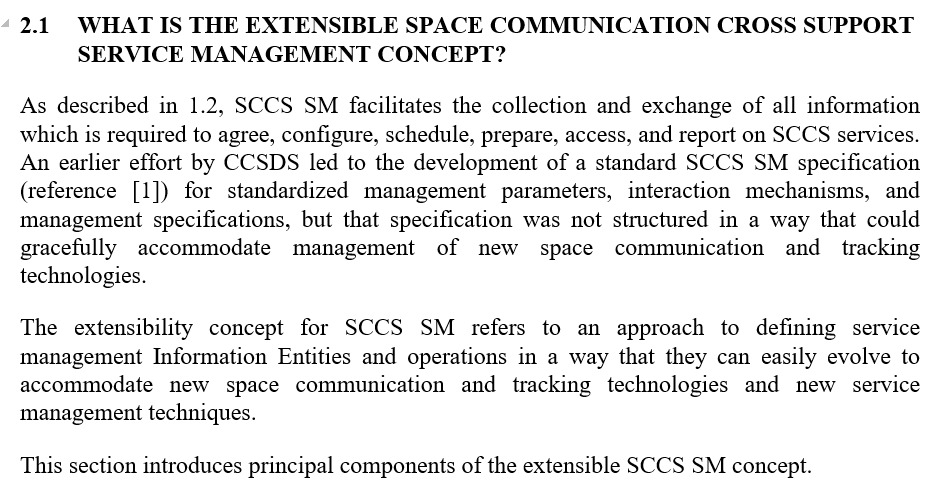 2.1 WHAT IS THE EXTENSIBLE SPACE COMMUNICATION CROSS SUPPORT
SERVICE MANAGEMENT CONCEPT?
As described in 1.2, SCCS SM facilitates the collection and exchange of all information
which is required to agree, configure, schedule, prepare, access, and report on SCCS services.
An earlier effort by CCSDS led to the development of a standard SCCS SM specification
(reference [1]) for standardized management parameters, interaction mechanisms, and
management specifications, but that specification was not structured in a way that could
gracefully accommodate management of new space communication and tracking
technologies.
The extensibility concept for SCCS SM refers to an approach to defining service
management Information Entities and operations in a way that they can easily evolve to
accommodate new space communication and tracking technologies and new service
management techniques.
This section introduces principal components of the extensible SCCS SM concept.